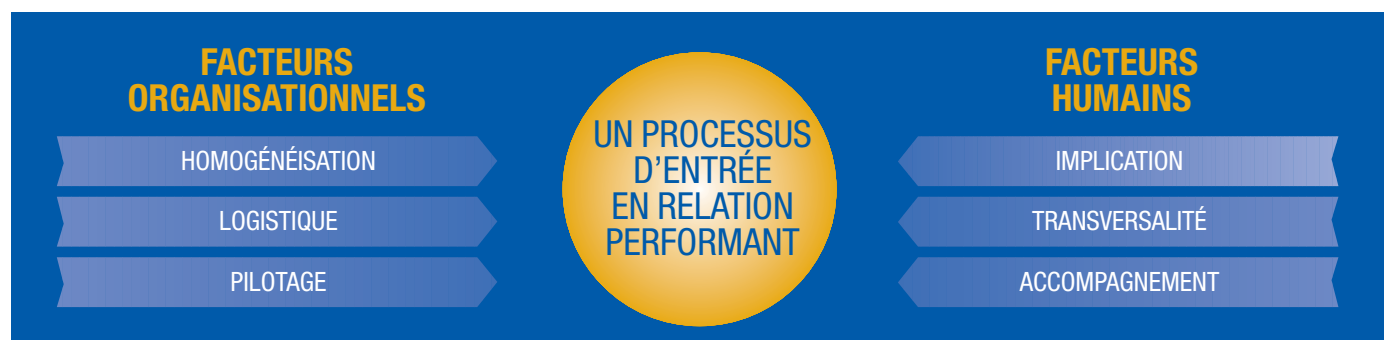 FACTEURS
ORGANISATIONNELS
HOMOGÉNÉISATION
LOGISTIQUE
PILOTAGE
UN PROCESSUS
D’ENTRÉE
EN RELATION
PERFORMANT
FACTEURS
HUMAINS
IMPLICATION
TRANSVERSALITÉ
ACCOMPAGNEMENT